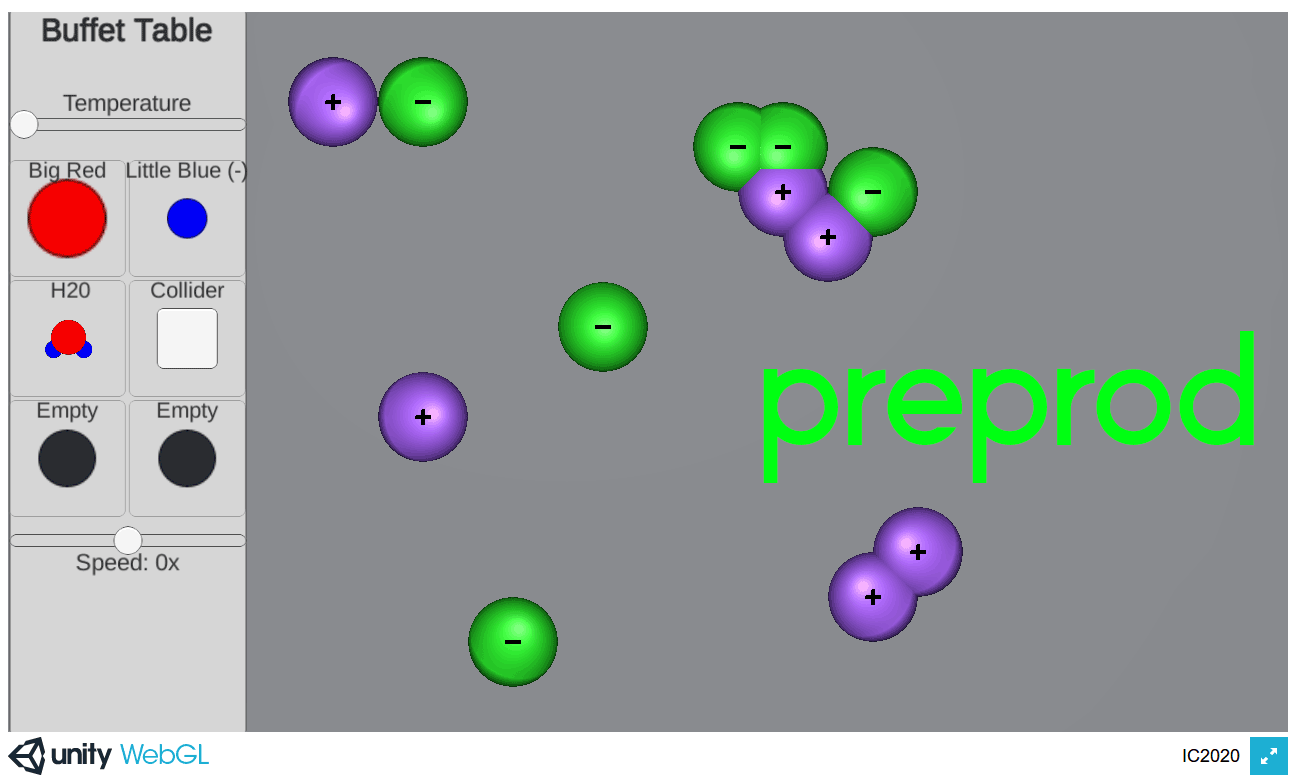 Buffet Table
Temperature
Big Red
Little Blue (-)
H20
Collider
Empty
Empty
Speed: 0x
+ −
− − −
+
+
−
+
preprod
+
+
−
unity WebGL
IC2020